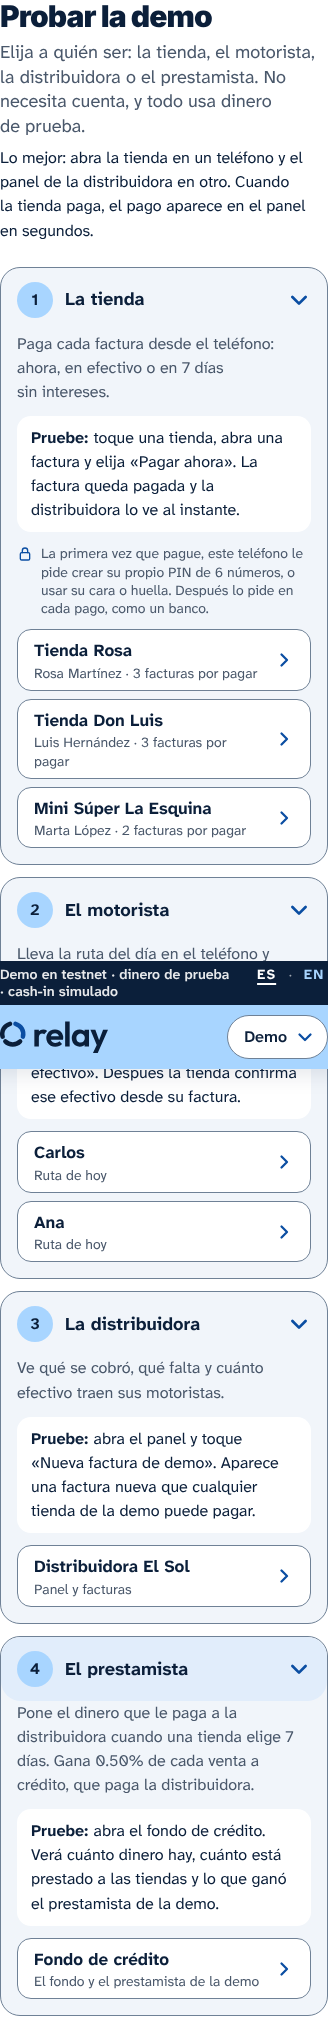 Probar la demo
Elija a quién ser: la tienda, el motorista,
la distribuidora o el prestamista. No
necesita cuenta, y todo usa dinero
de prueba.
Lo mejor: abra la tienda en un teléfono y el
panel de la distribuidora en otro. Cuando
la tienda paga, el pago aparece en el panel
en segundos.
1 La tienda
Paga cada factura desde el teléfono:
ahora, en efectivo o en 7 días
sin intereses.
Pruebe: toque una tienda, abra una
factura y elija «Pagar ahora». La
factura queda pagada y la
distribuidora lo ve al instante.
La primera vez que pague, este teléfono le
pide crear su propio PIN de 6 números, o
usar su cara o huella. Después lo pide en
cada pago, como un banco.
Tienda Rosa
Rosa Martínez · 3 facturas por pagar
Tienda Don Luis
Luis Hernández · 3 facturas por
pagar
Mini Súper La Esquina
Marta López · 2 facturas por pagar
2 El motorista
Lleva la ruta del día en el teléfono y
Demo en testnet · dinero de prueba
· cash-in simulado
ES · EN
relay
Demo
efectivo». Después la tienda confirma
ese efectivo desde su factura.
Carlos
Ruta de hoy
Ana
Ruta de hoy
3 La distribuidora
Ve qué se cobró, qué falta y cuánto
efectivo traen sus motoristas.
Pruebe: abra el panel y toque
«Nueva factura de demo». Aparece
una factura nueva que cualquier
tienda de la demo puede pagar.
Distribuidora El Sol
Panel y facturas
4 El prestamista
Pone el dinero que le paga a la
distribuidora cuando una tienda elige 7
días. Gana 0.50% de cada venta a
crédito, que paga la distribuidora.
Pruebe: abra el fondo de crédito.
Verá cuánto dinero hay, cuánto está
prestado a las tiendas y lo que ganó
el prestamista de la demo.
Fondo de crédito
El fondo y el prestamista de la demo